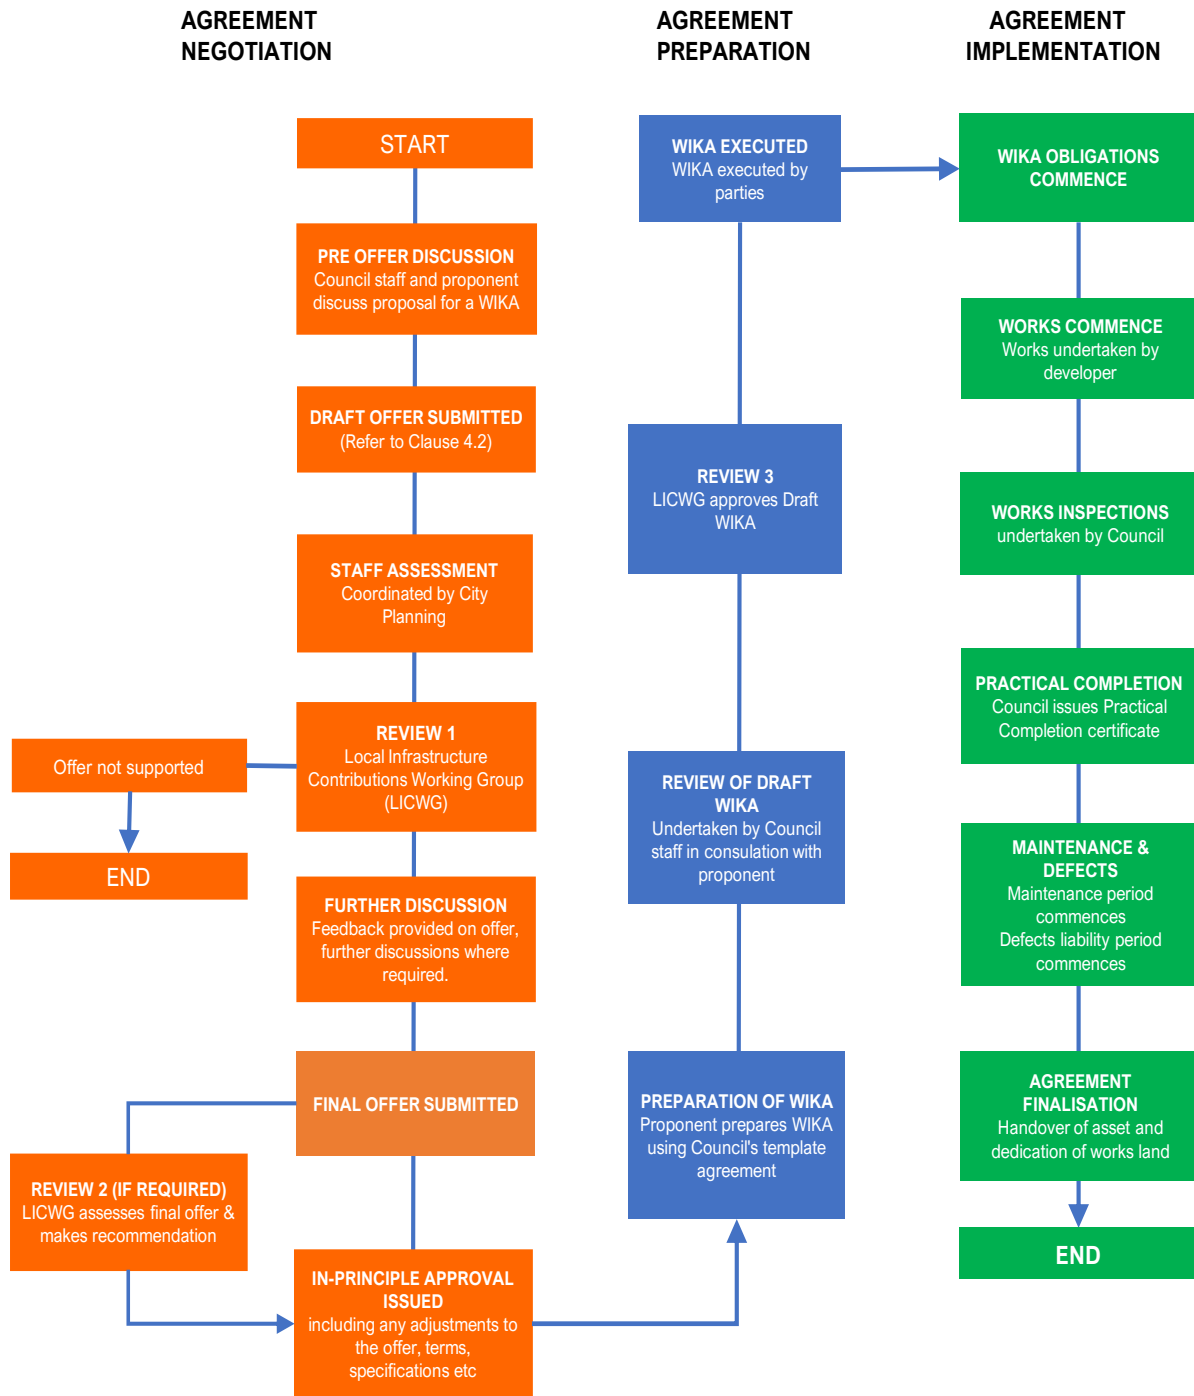 AGREEMENT
NEGOTIATION
START
PRE OFFER DISCUSSION
Council staff and proponent
discuss proposal for a WIKA
DRAFT OFFER SUBMITTED
(Refer to Clause 4.2)
STAFF ASSESSMENT
Coordinated by City
Planning
REVIEW 1
Local Infrastructure
Contributions Working Group
(LICWG)
Offer not supported
END
FURTHER DISCUSSION
Feedback provided on offer,
further discussions where
required.
FINAL OFFER SUBMITTED
REVIEW 2 (IF REQUIRED)
LICWG assesses final offer &
makes recommendation
IN-PRINCIPLE APPROVAL
ISSUED
including any adjustments to
the offer, terms,
specifications etc
AGREEMENT
PREPARATION
WIKA EXECUTED
WIKA executed by
parties
REVIEW 3
LICWG approves Draft
WIKA
REVIEW OF DRAFT
WIKA
Undertaken by Council
staff in consulation with
proponent
PREPARATION OF WIKA
Proponent prepares WIKA
using Council's template
agreement
AGREEMENT
IMPLEMENTATION
WIKA OBLIGATIONS
COMMENCE
WORKS COMMENCE
Works undertaken by
developer
WORKS INSPECTIONS
undertaken by Council
PRACTICAL COMPLETION
Council issues Practical
Completion certificate
MAINTENANCE &
DEFECTS
Maintenance period
commences
Defects liability period
commences
AGREEMENT
FINALISATION
Handover of asset and
dedication of works land
END